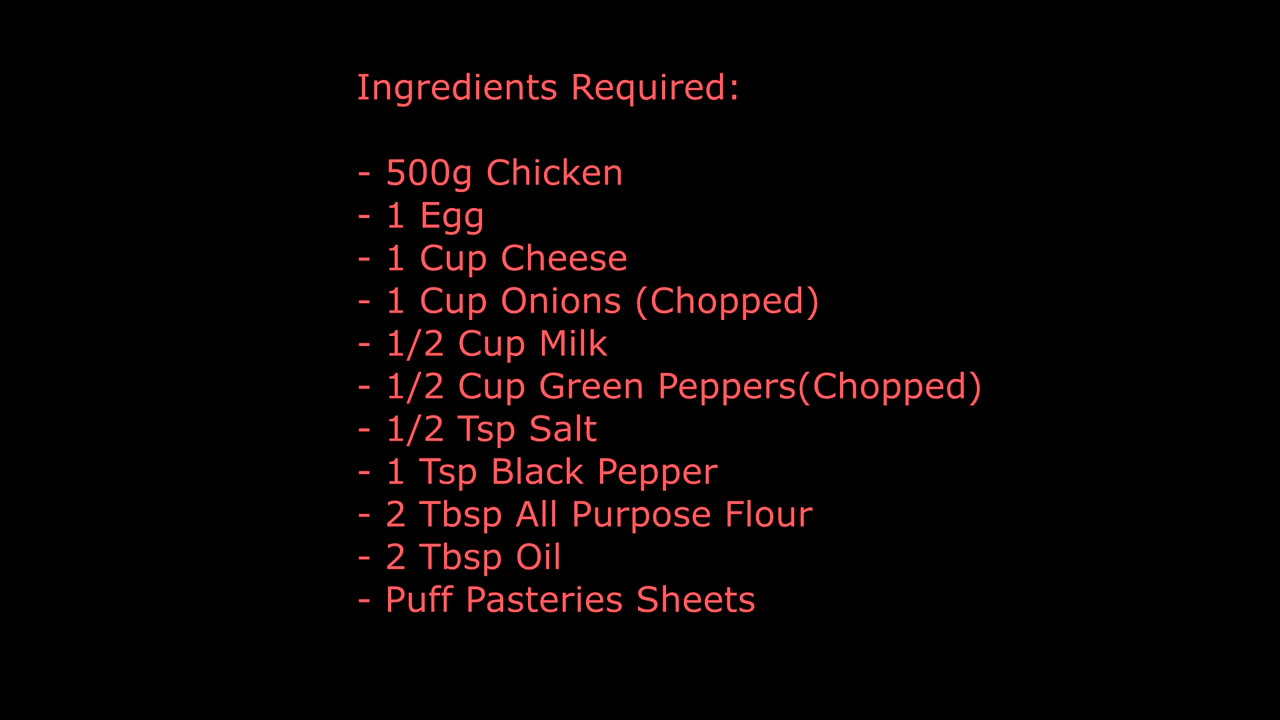 Ingredients Required:
- 500g Chicken
- 1 Egg
- 1 Cup Cheese
- 1 Cup Onions (Chopped)
- 1/2 Cup Milk
- 1/2 Cup Green Peppers(Chopped)
- 1/2 Tsp Salt
- 1 Tsp Black Pepper
- 2 Tbsp All Purpose Flour
- 2 Tbsp Oil
- Puff Pasteries Sheets